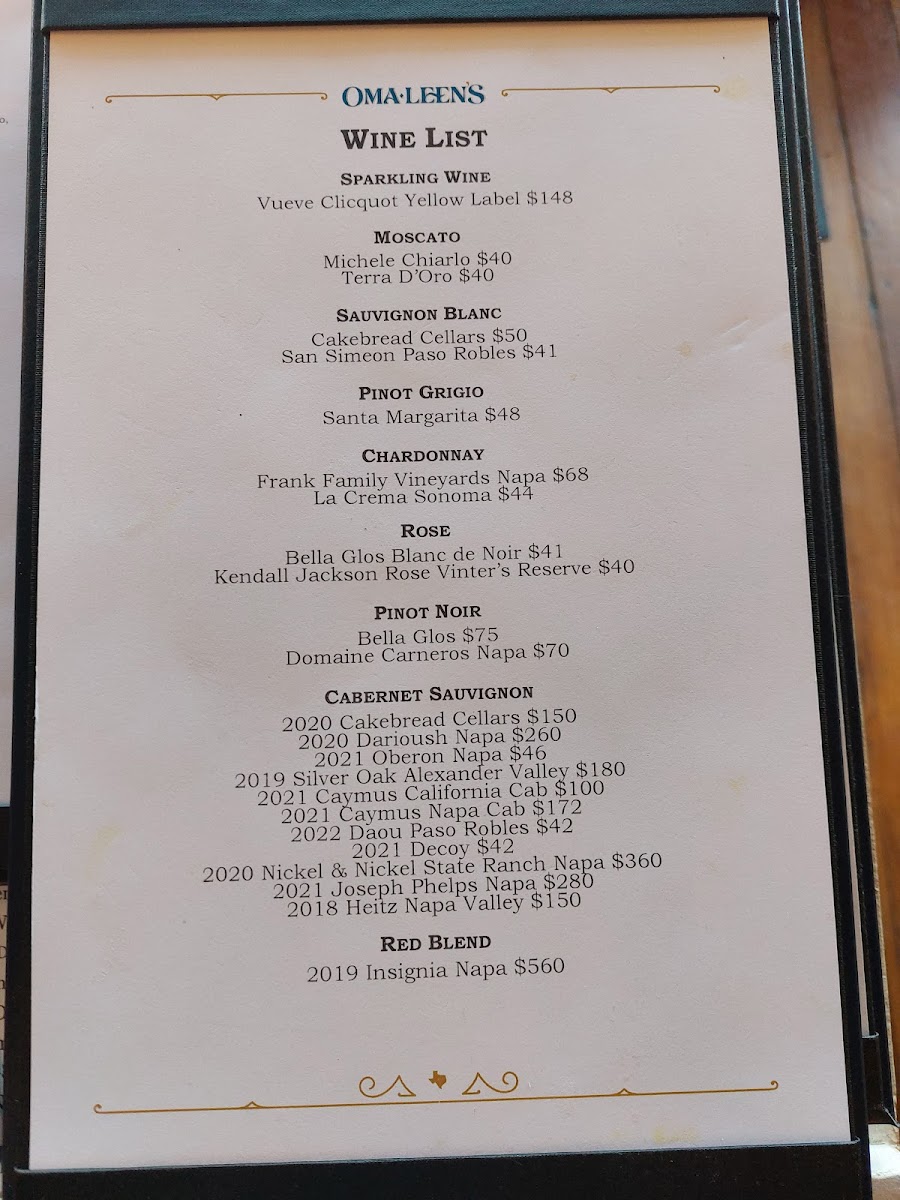 OMA·LEEN'S
WINE LIST
SPARKLING WINE
Vueve Clicquot Yellow Label $148
MOSCATO
Michele Chiarlo $40
Terra D'Oro $40
SAUVIGNON BLANC
Cakebread Cellars $50
San Simeon Paso Robles $41
PINOT GRIGIO
Santa Margarita $48
CHARDONNAY
Frank Family Vineyards Napa $68
La Crema Sonoma $44
ROSE
Bella Glos Blanc de Noir $41
Kendall Jackson Rose Vinter's Reserve $40
PINOT NOIR
Bella Glos $75
Domaine Carneros Napa $70
CABERNET SAUVIGNON
2020 Cakebread Cellars $150
2020 Darioush Napa $260
2021 Oberon Napa $46
2019 Silver Oak Alexander Valley $180
2021 Caymus California Cab $100
2021 Caymus Napa Cab $172
2022 Daou Paso Robles $42
2021 Decoy $42
2020 Nickel & Nickel State Ranch Napa $360
2021 Joseph Phelps Napa $280
2018 Heitz Napa Valley $150
RED BLEND
2019 Insignia Napa $560